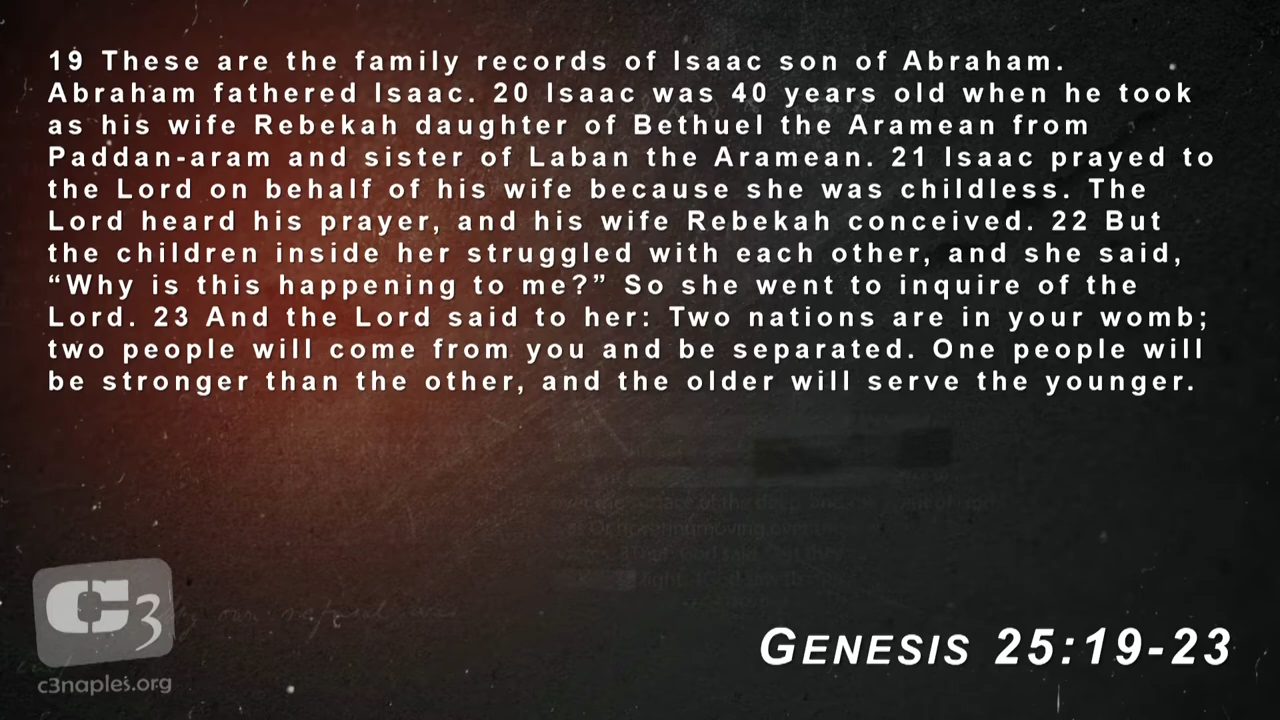 19 These are the family records of Isaac son of Abraham.
Abraham fathered Isaac. 20 Isaac was 40 years old when he took
as his wife Rebekah daughter of Bethuel the Aramean from
Paddan-aram and sister of Laban the Aramean. 21 Isaac prayed to
the Lord on behalf of his wife because she was childless. The
Lord heard his prayer, and his wife Rebekah conceived. 22 But
the children inside her struggled with each other, and she said,
“Why is this happening to me?” So she went to inquire of the
Lord. 23 And the Lord said to her: Two nations are in your womb;
two people will come from you and be separated. One people will
be stronger than the other, and the older will serve the younger.
C3
c3naples.org
GENESIS 25:19-23